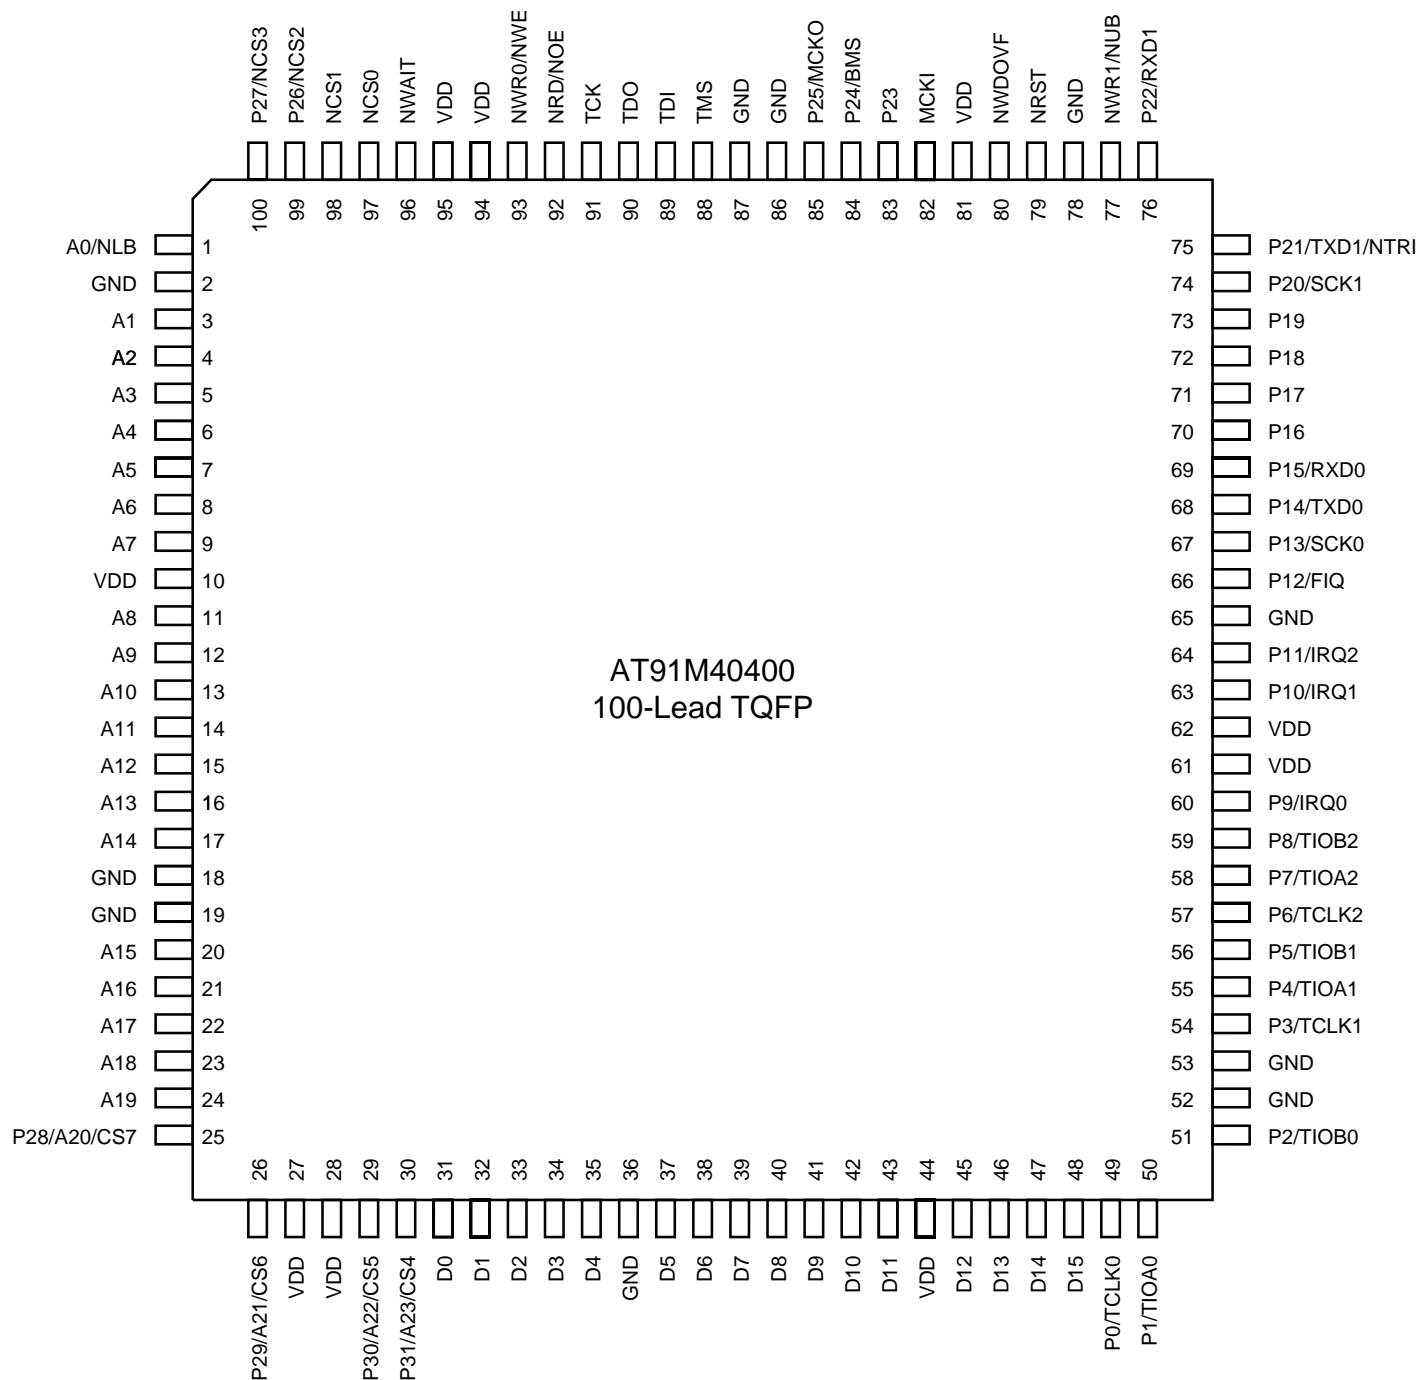 P27/NCS3
P26/NCS2
NCS1
NCS0
NWAIT
VDD
VDD
NWR0/NWE
NRD/NOE
TCK
TDO
TDI
TMS
GND
GND
P25/MCKO
P24/BMS
P23
MCKI
VDD
NWDOVF
NRST
GND
NWR1/NUB
P22/RXD1
100
99
98
97
96
95
94
93
92
91
90
89
88
87
86
85
84
83
82
81
80
79
78
77
76
A0/NLB 1
GND 2
A1 3
A2 4
A3 5
A4 6
A5 7
A6 8
A7 9
VDD 10
A8 11
A9 12
A10 13
A11 14
A12 15
A13 16
A14 17
GND 18
GND 19
A15 20
A16 21
A17 22
A18 23
A19 24
P28/A20/CS7 25
AT91M40400
100-Lead TQFP
75 P21/TXD1/NTRI
74 P20/SCK1
73 P19
72 P18
71 P17
70 P16
69 P15/RXD0
68 P14/TXD0
67 P13/SCK0
66 P12/FIQ
65 GND
64 P11/IRQ2
63 P10/IRQ1
62 VDD
61 VDD
60 P9/IRQ0
59 P8/TIOB2
58 P7/TIOA2
57 P6/TCLK2
56 P5/TIOB1
55 P4/TIOA1
54 P3/TCLK1
53 GND
52 GND
51 P2/TIOB0
26
27
28
29
30
31
32
33
34
35
36
37
38
39
40
41
42
43
44
45
46
47
48
49
50
P29/A21/CS6
VDD
VDD
P30/A22/CS5
P31/A23/CS4
D0
D1
D2
D3
D4
GND
D5
D6
D7
D8
D9
D10
D11
VDD
D12
D13
D14
D15
P0/TCLK0
P1/TIOA0